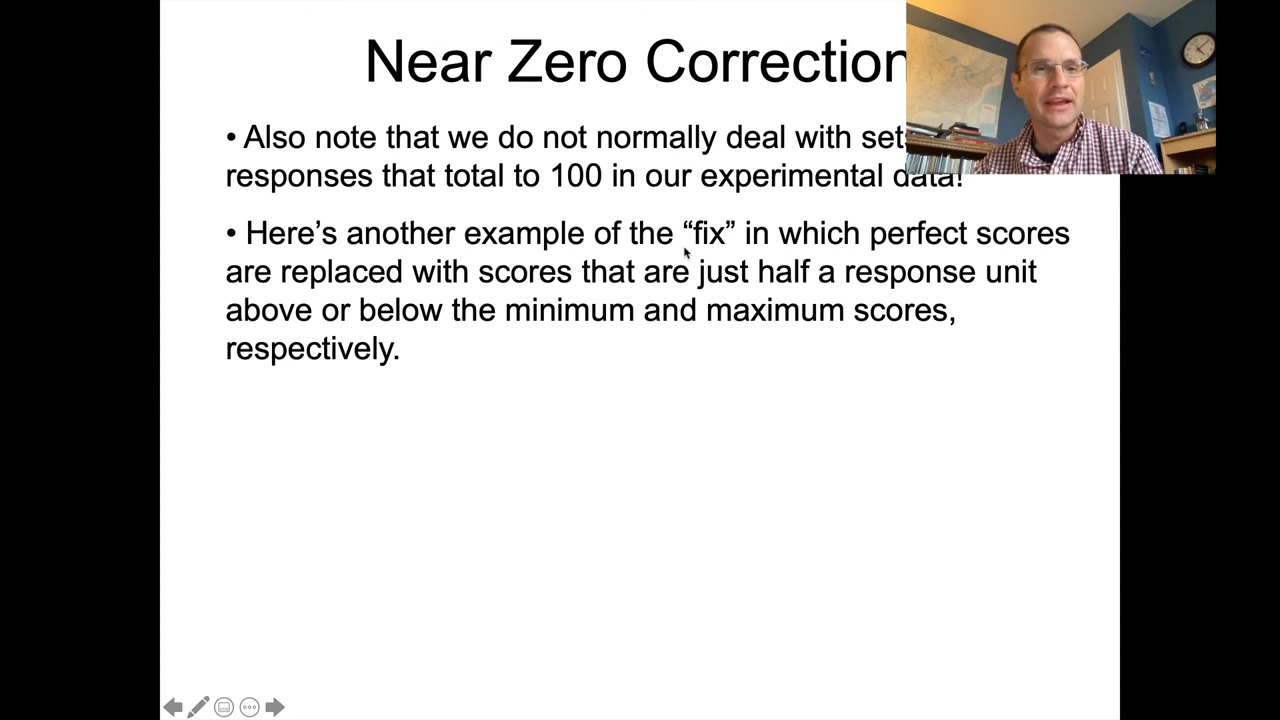 Near Zero Correction
• Also note that we do not normally deal with sets
responses that total to 100 in our experimental data!
• Here's another example of the “fix” in which perfect scores
are replaced with scores that are just half a response unit
above or below the minimum and maximum scores,
respectively.